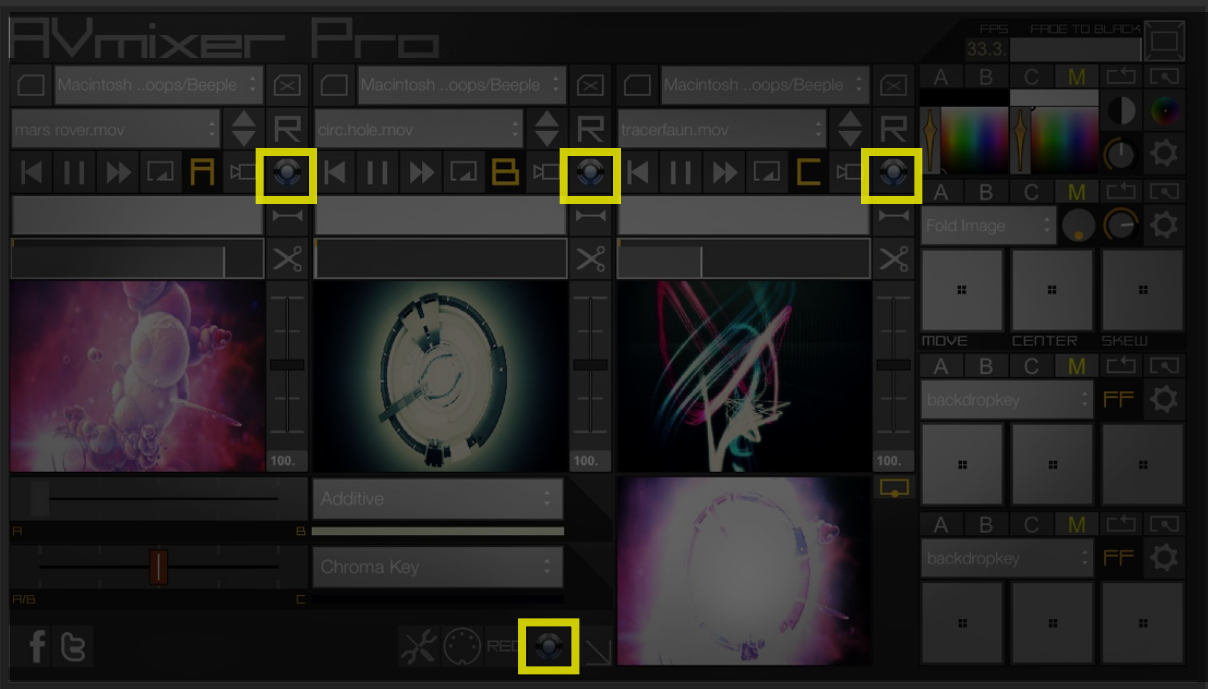 AVmixer Pro
FPS FADE TO BLACK
33.3.
Macintosh ..oops/Beeple Macintosh ..oops/Beeple Macintosh ..oops/Beeple A B C M
mars rover.mov R circ.hole.mov R tracerfaun.mov R
A B C
A B C M
Fold Image
MOVE CENTER SKEW
A B C M
backdropkey FF
100. 100. 100.
Additive
A B
A B C M
Chroma Key backdropkey FF
A/B C
REC